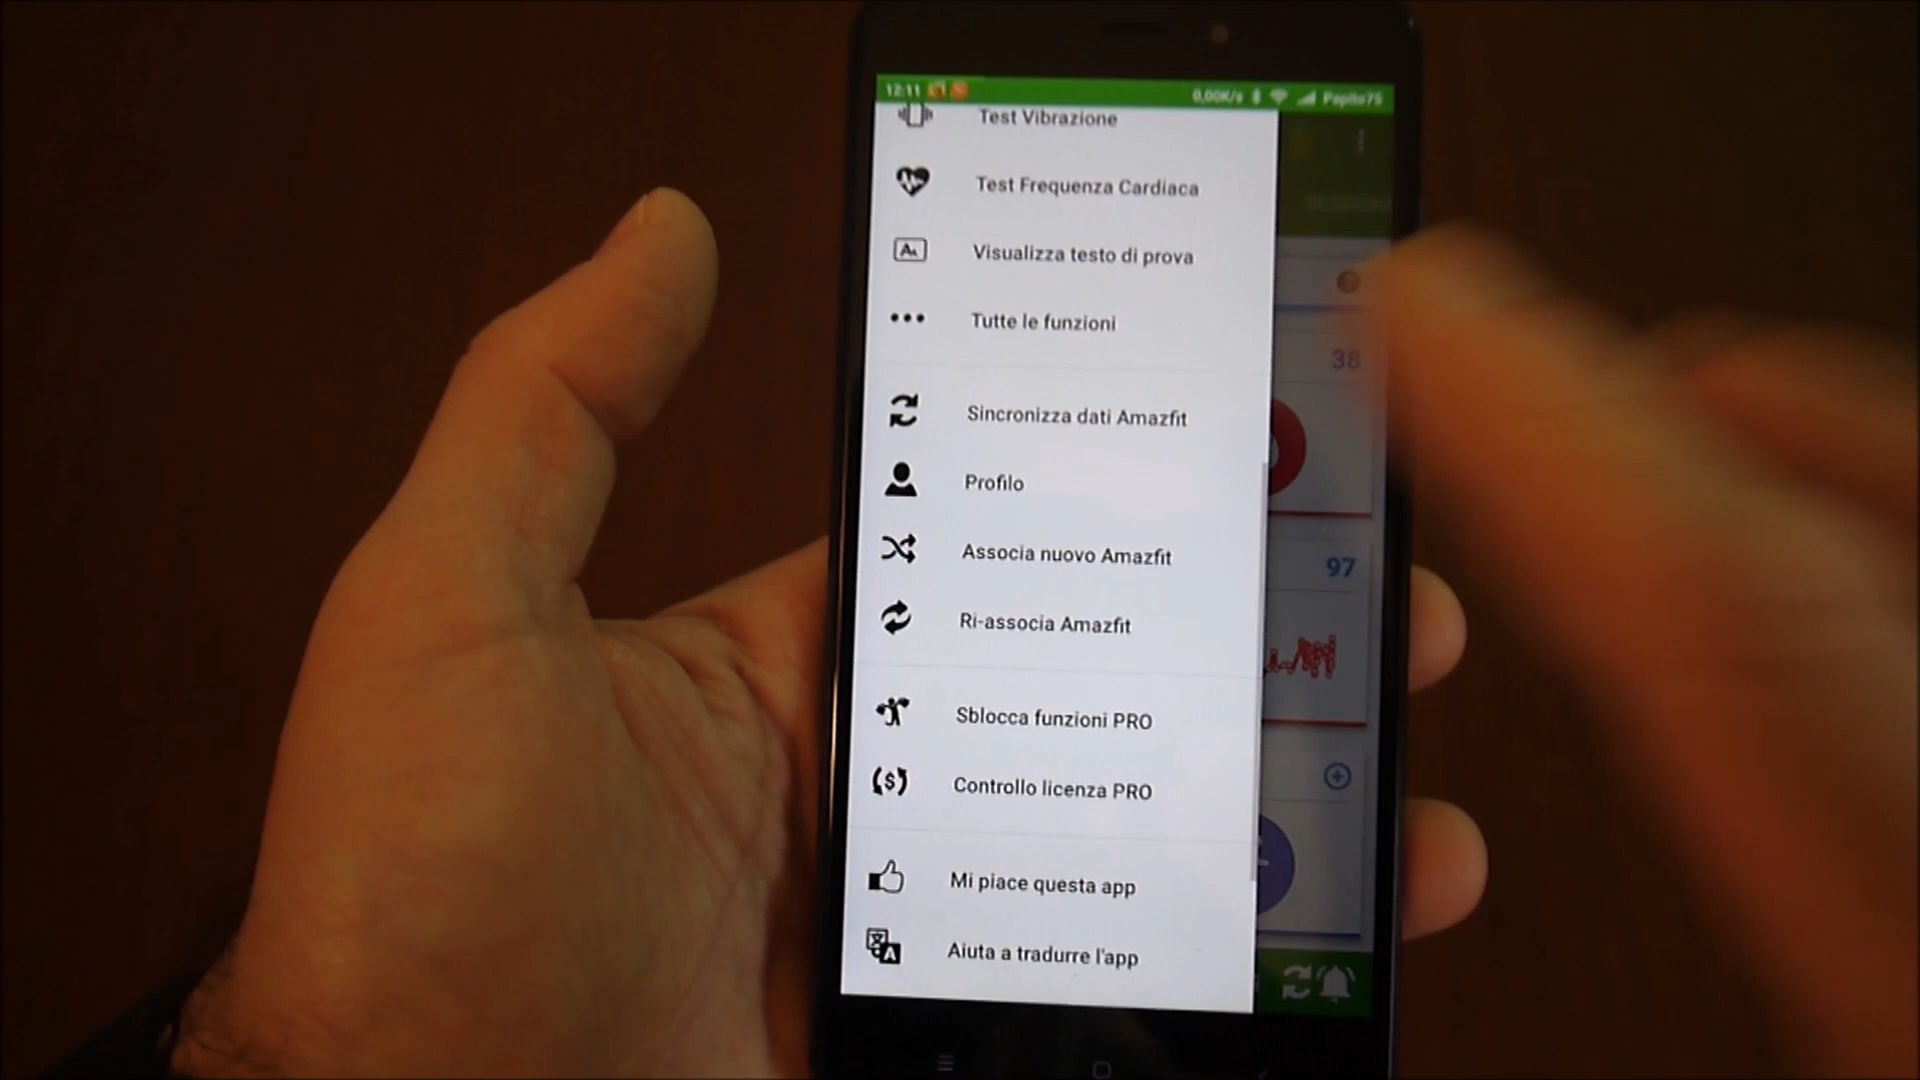 12:11 0,00K/s Papito75
Test Vibrazione
Test Frequenza Cardiaca
Visualizza testo di prova
Tutte le funzioni
38
Sincronizza dati Amazfit
Profilo
Associa nuovo Amazfit
97
Ri-associa Amazfit
Sblocca funzioni PRO
Controllo licenza PRO
Mi piace questa app
Aiuta a tradurre l'app